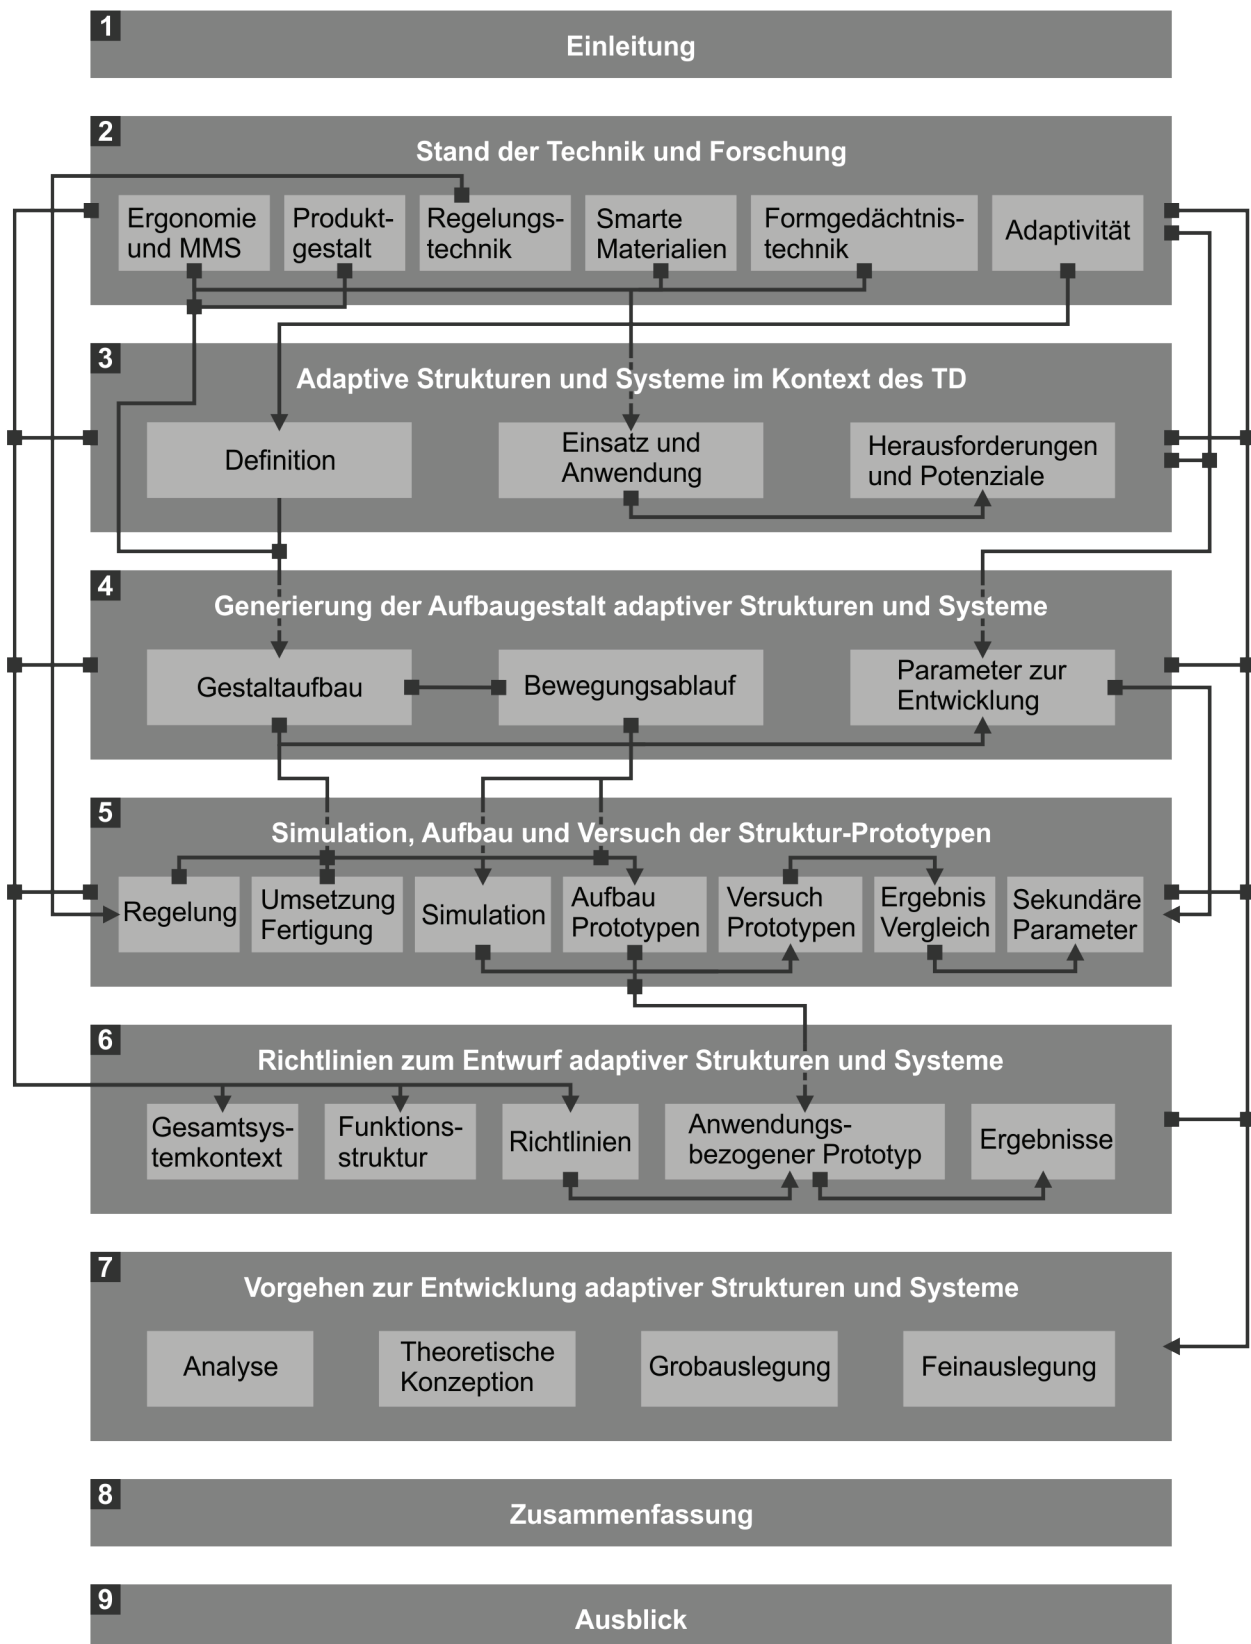 1
Einleitung
2
Stand der Technik und Forschung
Ergonomie
und MMS
Produkt-
gestalt
Regelungs-
technik
Smarte
Materialien
Formgedächtnis-
technik
Adaptivität
3
Adaptive Strukturen und Systeme im Kontext des TD
Definition
Einsatz und
Anwendung
Herausforderungen
und Potenziale
4
Generierung der Aufbaugestalt adaptiver Strukturen und Systeme
Gestaltaufbau
Bewegungsablauf
Parameter zur
Entwicklung
5
Simulation, Aufbau und Versuch der Struktur-Prototypen
Regelung
Umsetzung
Fertigung
Simulation
Aufbau
Prototypen
Versuch
Prototypen
Ergebnis
Vergleich
Sekundäre
Parameter
6
Richtlinien zum Entwurf adaptiver Strukturen und Systeme
Gesamtsys-
temkontext
Funktions-
struktur
Richtlinien
Anwendungs-
bezogener Prototyp
Ergebnisse
7
Vorgehen zur Entwicklung adaptiver Strukturen und Systeme
Analyse
Theoretische
Konzeption
Grobauslegung
Feinauslegung
8
Zusammenfassung
9
Ausblick